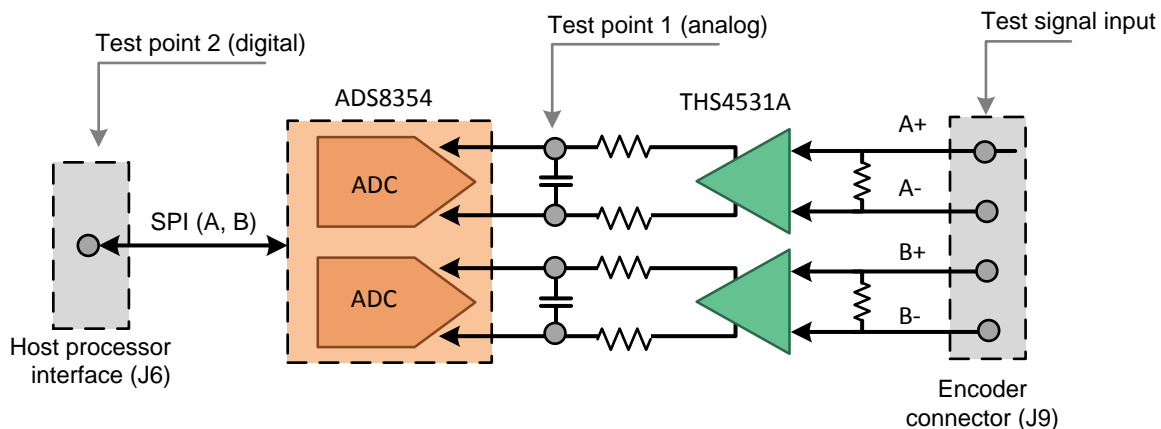 Test point 2 (digital)
Test point 1 (analog)
Test signal input
ADS8354
THS4531A
A+
ADC
A-
SPI (A, B)
B+
ADC
B-
Host processor
interface (J6)
Encoder
connector (J9)